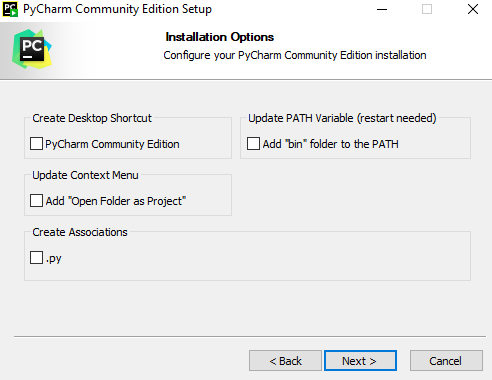 PC PyCharm Community Edition Setup
PC
Installation Options
Configure your PyCharm Community Edition installation
Create Desktop Shortcut
Update PATH Variable (restart needed)
PyCharm Community Edition
Add "bin" folder to the PATH
Update Context Menu
Add "Open Folder as Project"
Create Associations
.py
< Back
Next >
Cancel